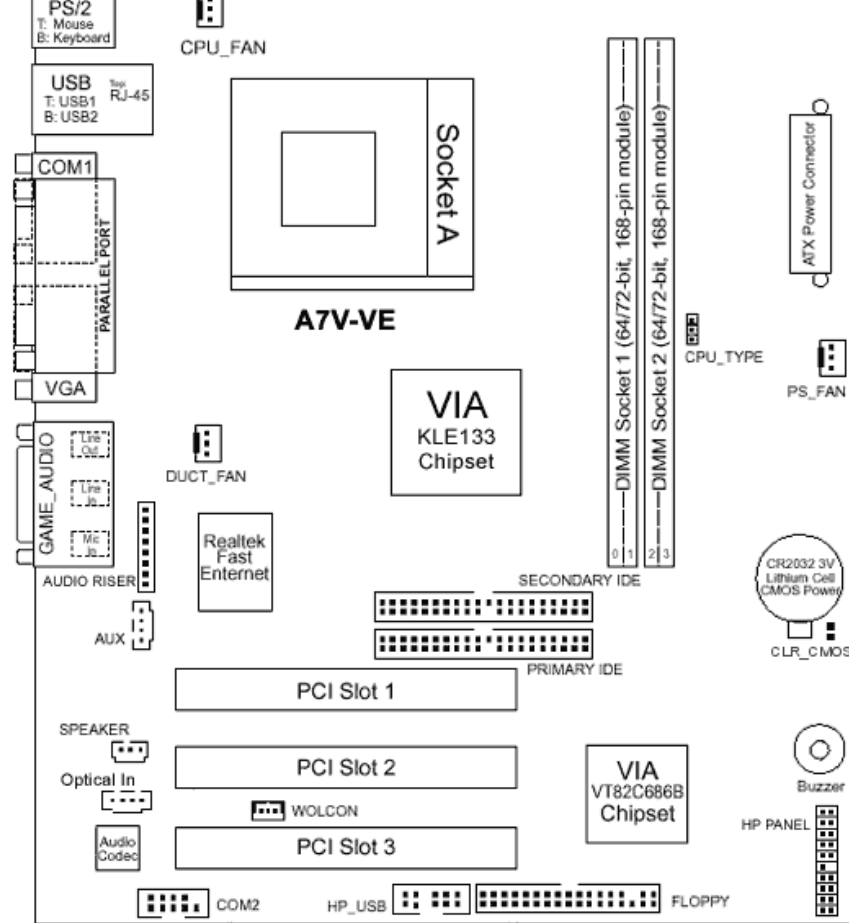 PS/2
T: Mouse
B: Keyboard
CPU_FAN
USB
T: USB1
B: USB2
Top:
RJ-45
Socket A
DIMM Socket 1 (64/72-bit, 168-pin module)
DIMM Socket 2 (64/72-bit, 168-pin module)
0 1
2 3
ATX Power Connector
COM1
PARALLEL PORT
A7V-VE
CPU_TYPE
PS_FAN
VGA
VIA
KLE133
Chipset
GAME_AUDIO
Line
Out
Line
In
Mic
In
DUCT_FAN
Realtek
Fast
Enternet
AUDIO RISER
SECONDARY IDE
CR2032 3V
Lithium Cell
CMOS Power
CLR_CMOS
AUX
PRIMARY IDE
PCI Slot 1
SPEAKER
PCI Slot 2
Optical In
VIA
VT82C686B
Chipset
Buzzer
WOLCON
HP PANEL
Audio
Codec
PCI Slot 3
COM2
HP_USB
FLOPPY